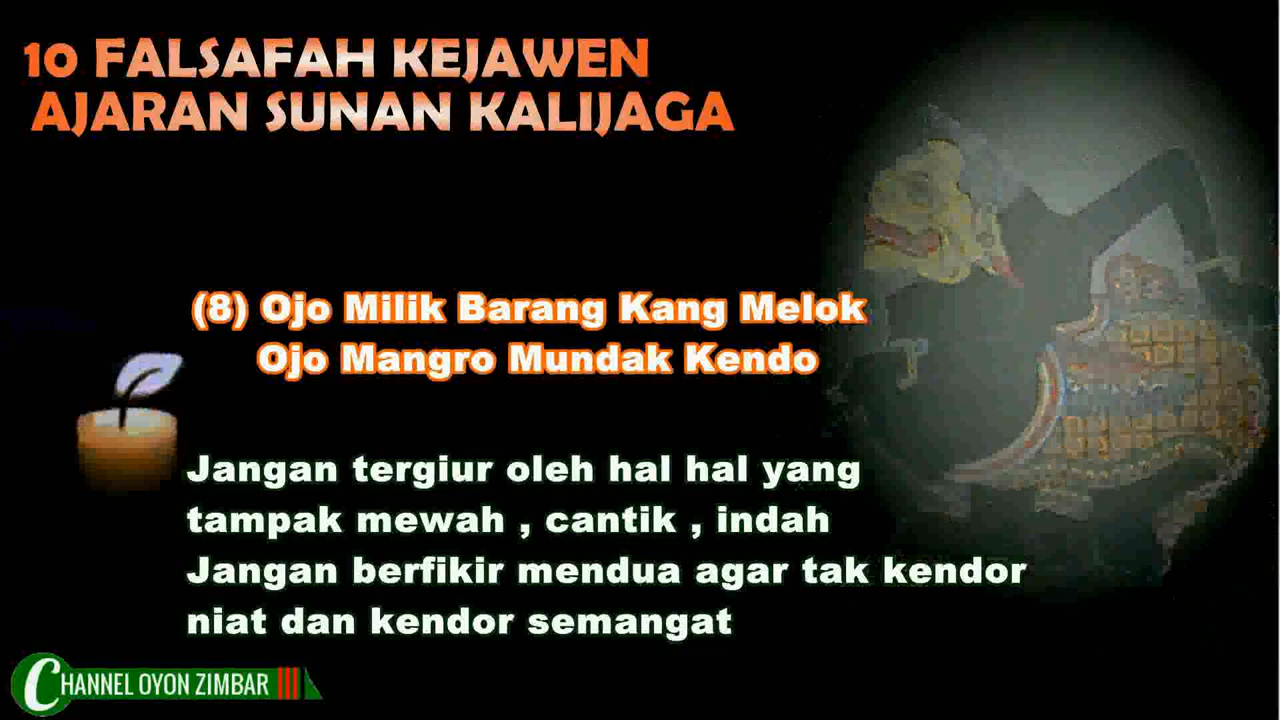 10 FALSAFAH KEJAWEN
AJARAN SUNAN KALIJAGA
(8) Ojo Milik Barang Kang Melok
Ojo Mangro Mundak Kendo
Jangan tergiur oleh hal hal yang
tampak mewah , cantik , indah
Jangan berfikir mendua agar tak kendor
niat dan kendor semangat
CHANNEL OYON ZIMBAR